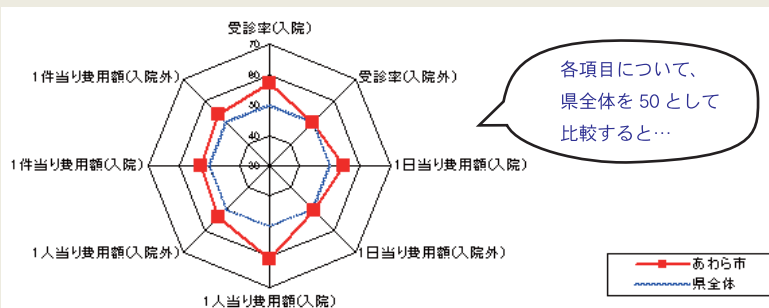 受診率(入院)
70
1件当り費用額(入院外)
60
受診率(入院外)
50
40
1件当り費用額(入院)
30
1日当り費用額(入院)
1人当り費用額(入院外)
1日当り費用額(入院外)
1人当り費用額(入院)
各項目について、
県全体を 50 として
比較すると…
あわら市
県全体